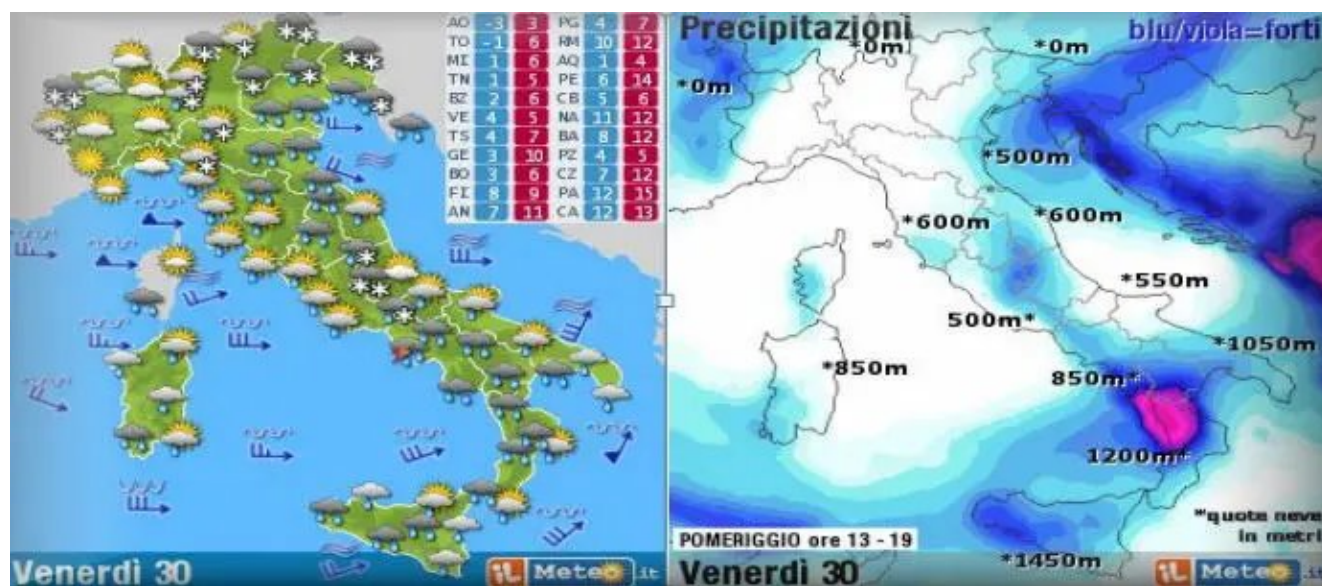 AO -3 3 PG 4 7
TO -1 6 RM 10 12
MI 1 6 AQ 1 4
TN 1 5 PE 6 14
BZ 2 6 CB 5 6
VE 4 5 NA 11 12
TS 4 7 BA 8 12
GE 3 10 PZ 4 5
BO 3 6 CZ 7 12
FI 8 9 PA 12 15
AN 7 11 CA 12 13
Venerdì 30
iL Meteo.it
Precipitazioni
blu/viola=forti
*0m
*0m
*0m
*500m
*600m
*600m
*550m
500m*
*1050m
*850m
850m*
1200m*
*quote neve
in metri
POMERIGGIO ore 13 - 19
*1450m
Venerdì 30
iL Meteo.it